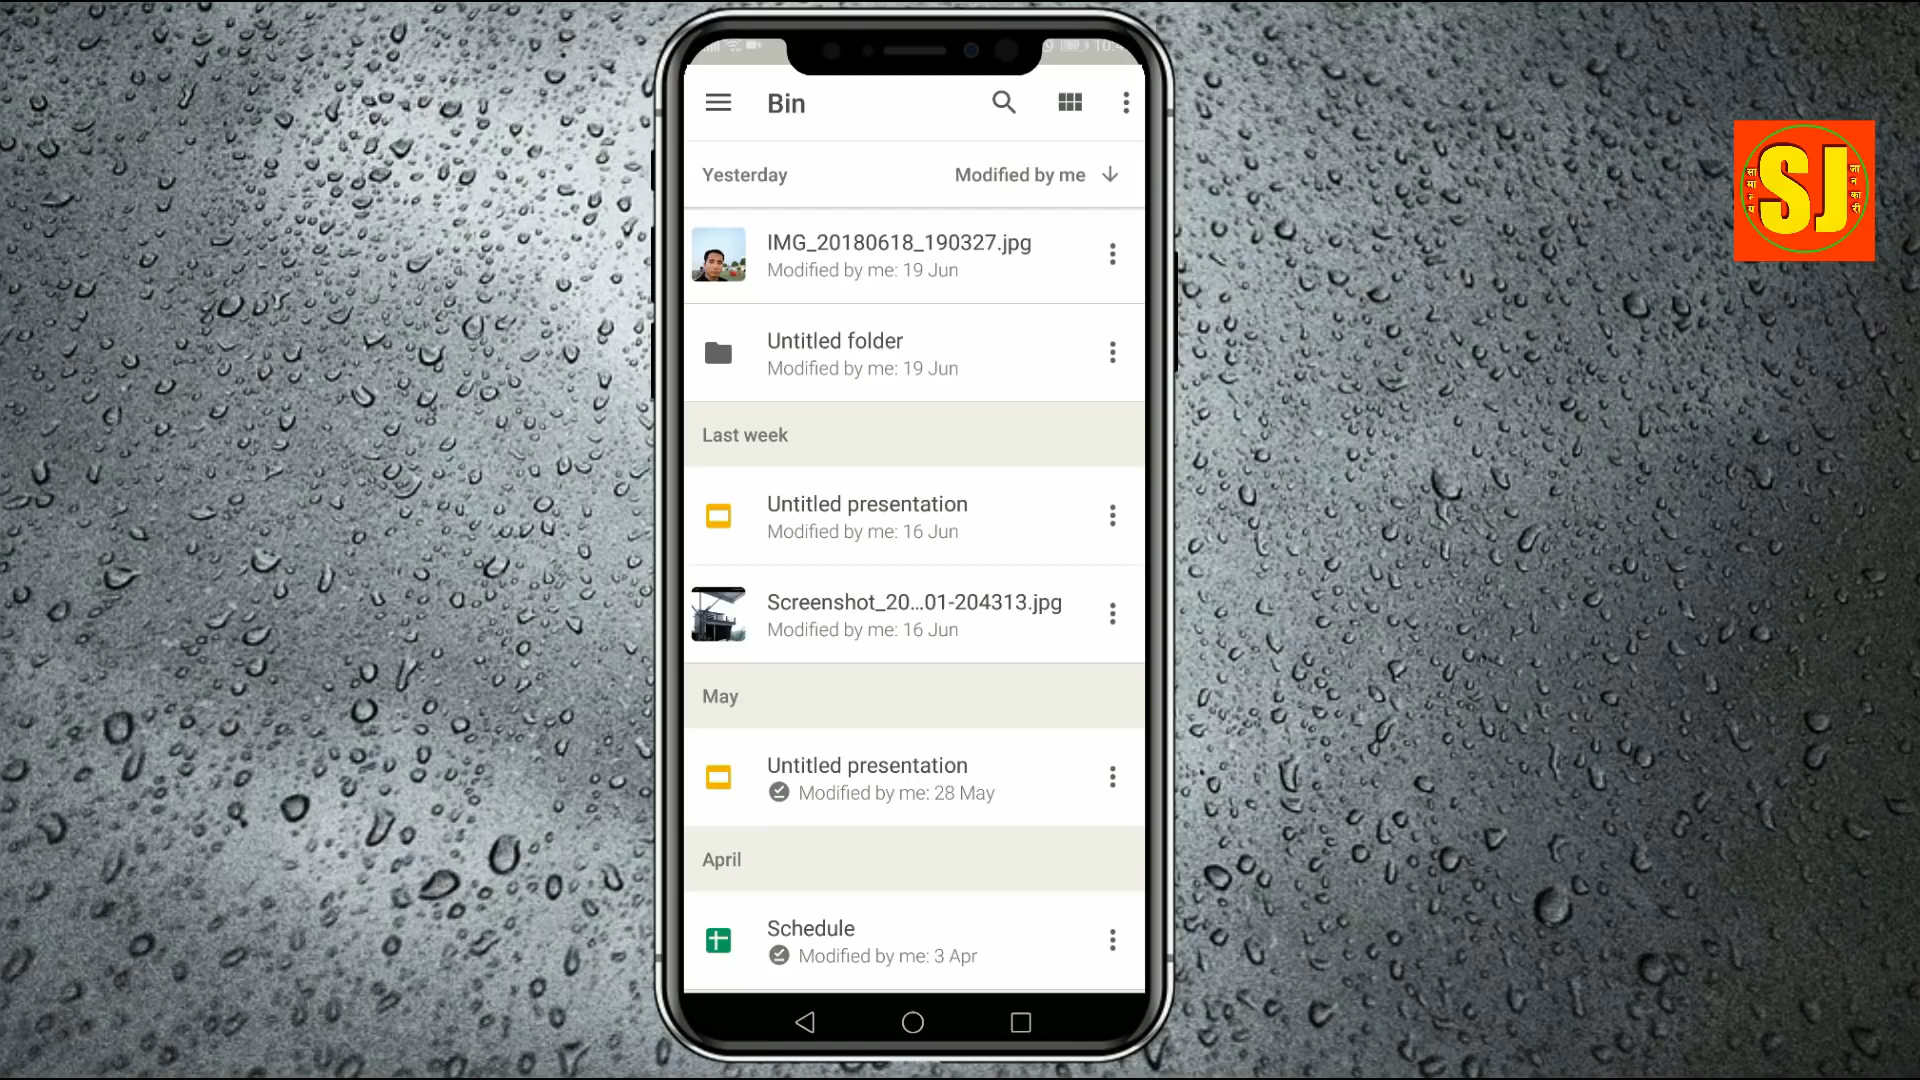 Bin
Yesterday
Modified by me
IMG_20180618_190327.jpg
Modified by me: 19 Jun
Untitled folder
Modified by me: 19 Jun
Last week
Untitled presentation
Modified by me: 16 Jun
Screenshot_20...01-204313.jpg
Modified by me: 16 Jun
May
Untitled presentation
Modified by me: 28 May
April
Schedule
Modified by me: 3 Apr
सामान्य
SJ
जानकारी